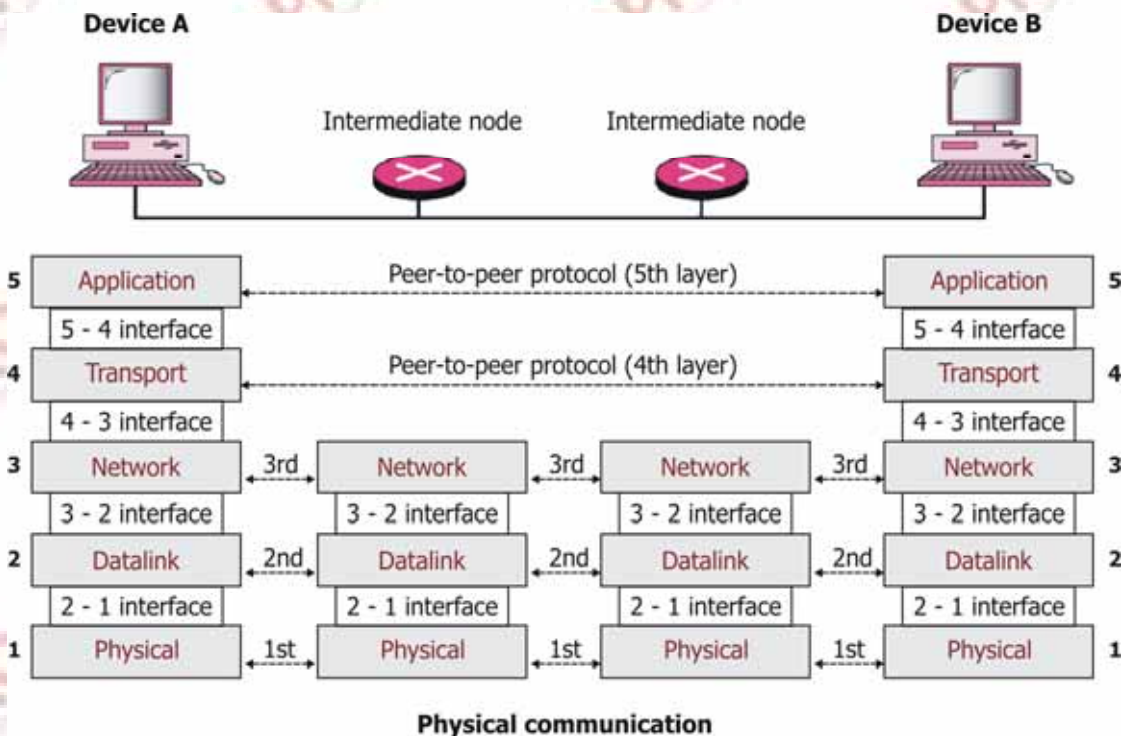 Device A
Device B
Intermediate node
Intermediate node
5
Application
Peer-to-peer protocol (5th layer)
Application
5
5 - 4 interface
5 - 4 interface
4
Transport
Peer-to-peer protocol (4th layer)
Transport
4
4 - 3 interface
4 - 3 interface
3
Network
3rd
Network
3rd
Network
3rd
Network
3
3 - 2 interface
3 - 2 interface
3 - 2 interface
3 - 2 interface
2
Datalink
2nd
Datalink
2nd
Datalink
2nd
Datalink
2
2 - 1 interface
2 - 1 interface
2 - 1 interface
2 - 1 interface
1
Physical
1st
Physical
1st
Physical
1st
Physical
1
Physical communication